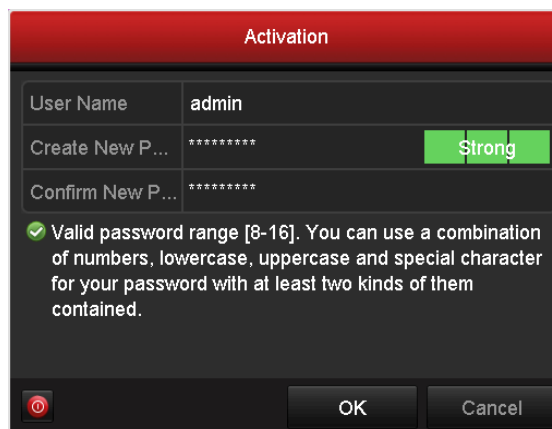 Activation
User Name admin
Create New P... ********* Strong
Confirm New P... *********
Valid password range [8-16]. You can use a combination
of numbers, lowercase, uppercase and special character
for your password with at least two kinds of them
contained.
OK Cancel